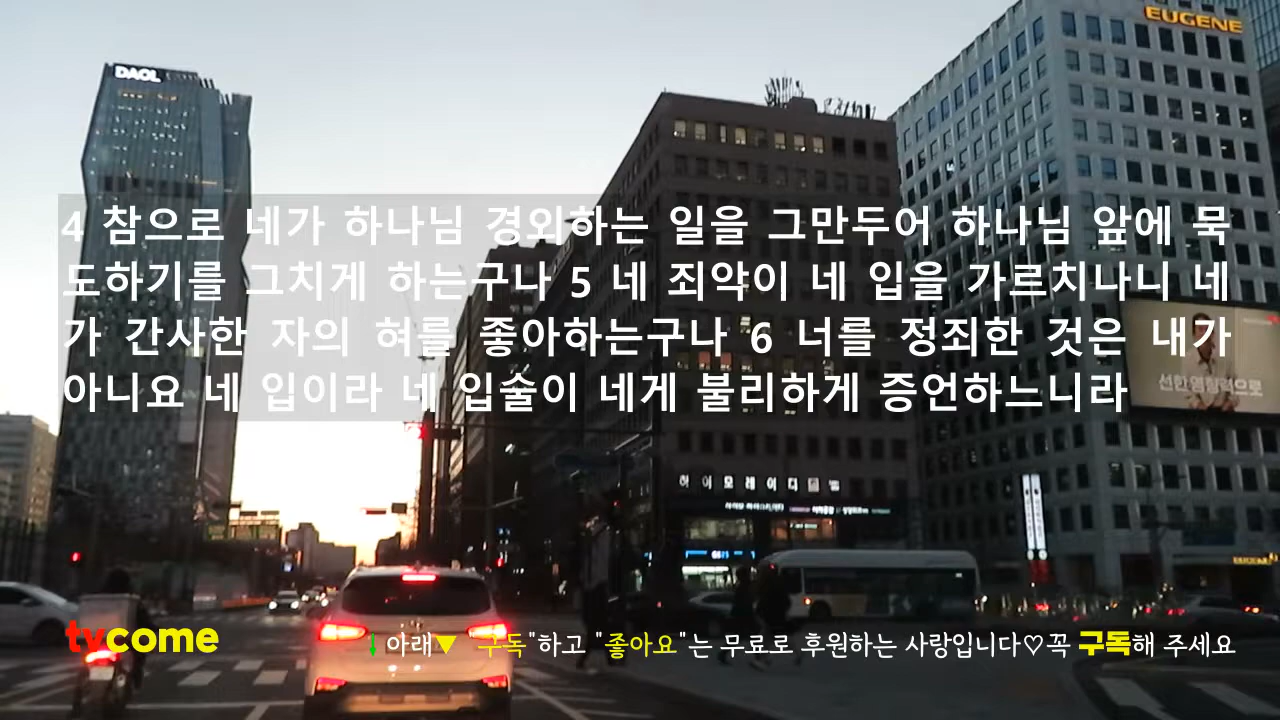 DAOL
EUGENE
4 참으로 네가 하나님 경외하는 일을 그만두어 하나님 앞에 묵
도하기를 그치게 하는구나 5 네 죄악이 네 입을 가르치나니 네
가 간사한 자의 혀를 좋아하는구나 6 너를 정죄한 것은 내가
아니요 네 입이라 네 입술이 네게 불리하게 증언하느니라
선한영향력으로
하이모레이디
tvcome
↓ 아래▼ "구독"하고 "좋아요"는 무료로 후원하는 사랑입니다♡꼭 구독해 주세요